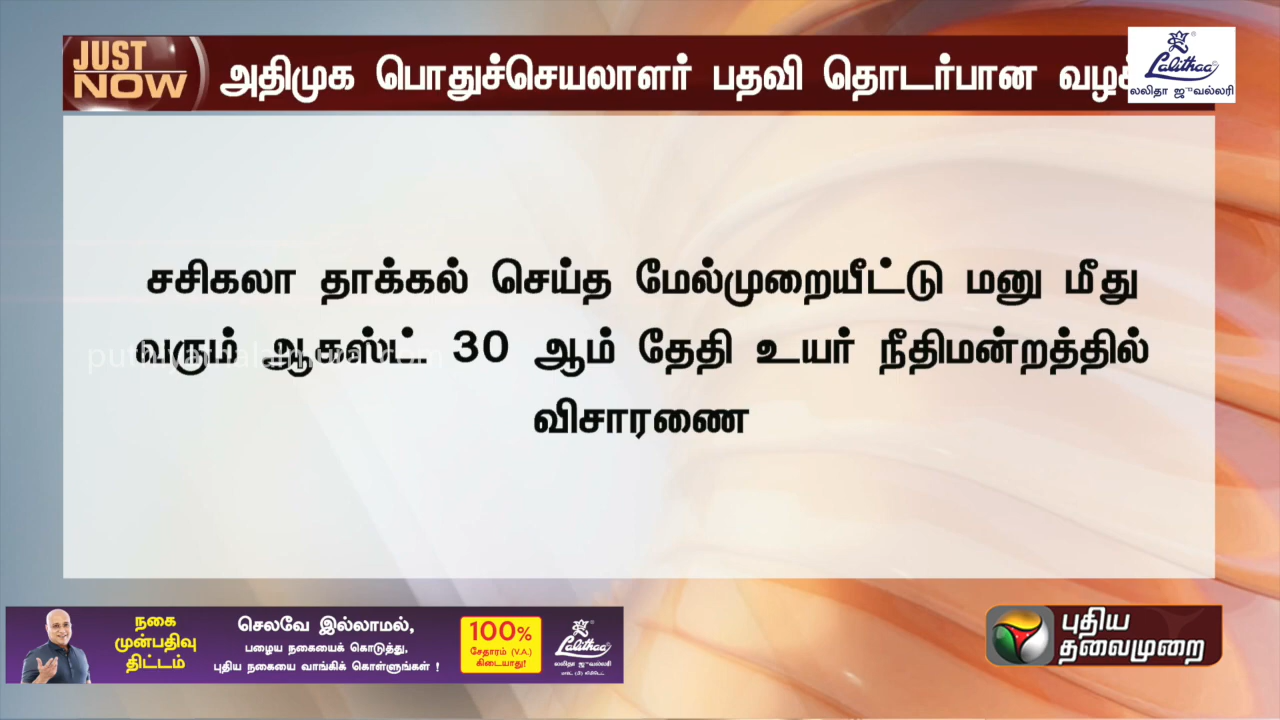 JUST
NOW
அதிமுக பொதுச்செயலாளர் பதவி தொடர்பான
Lalithaa
லலிதா ஜுவல்லரி
சசிகலா தாக்கல் செய்த மேல்முறையீட்டு மனு மீது
வரும் ஆகஸ்ட். 30 ஆம் தேதி உயர் நீதிமன்றத்தில்
விசாரணை
நகை
முன்பதிவு
திட்டம்
செலவே இல்லாமல்,
பழைய நகையைக் கொடுத்து,
புதிய நகையை வாங்கிக் கொள்ளுங்கள் !
100%
சேதாரம் (V.A.)
கிடையாது!
Lalithaa
லலிதா ஜுவல்லரி
புதிய
தலைமுறை